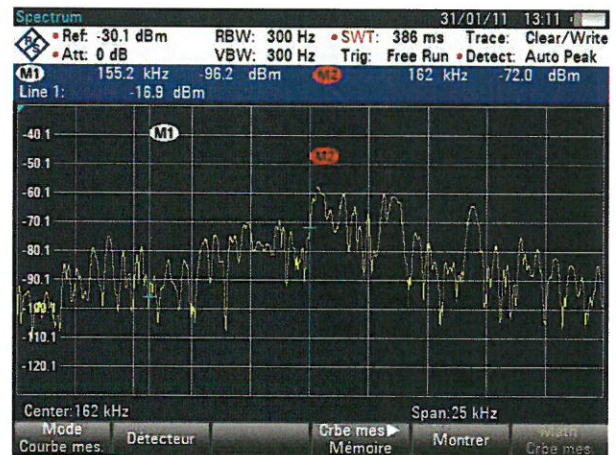 Spectrum 31/01/11 13:11
Ref: -30.1 dBm RBW: 300 Hz SWT: 386 ms Trace: Clear/Write
Att: 0 dB VBW: 300 Hz Trig: Free Run Detect: Auto Peak
M1 155.2 kHz -96.2 dBm M2 162 kHz -72.0 dBm
Line 1: -16.9 dBm
-40.1
M1
-50.1
M2
-60.1
-70.1
-80.1
-90.1
-100.1
-110.1
-120.1
Center:162 kHz Span:25 kHz
Mode Crbe mes▶ Math
Courbe mes. Détecteur Mémoire Montrer Crbe mes.